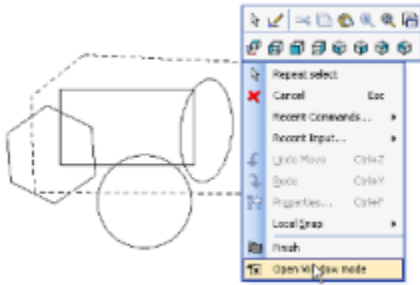 Repeat select
Cancel Esc
Recent Commands...
Recent Input...
Undo Move Ctrl+Z
Redo Ctrl+Y
Properties... Ctrl+P
Local Snap
Finish
Open Window mode